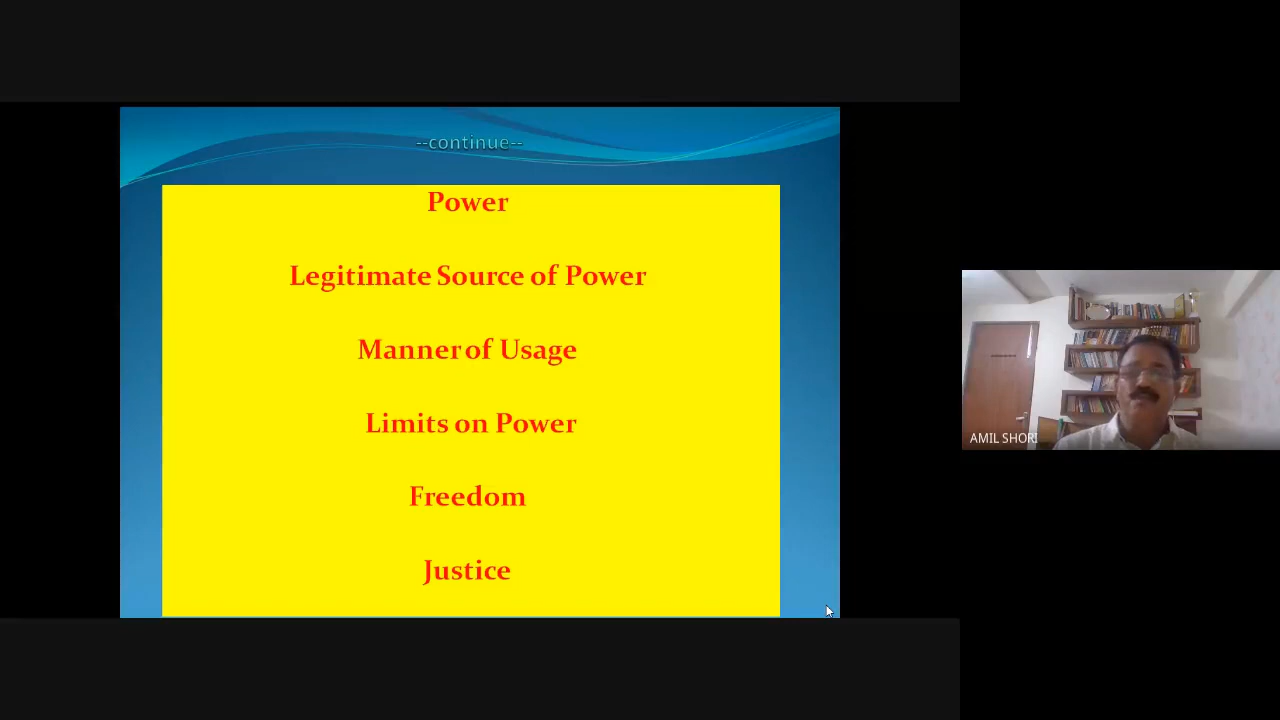 --continue--
Power
Legitimate Source of Power
Manner of Usage
Limits on Power
Freedom
Justice
AMIL SHORI